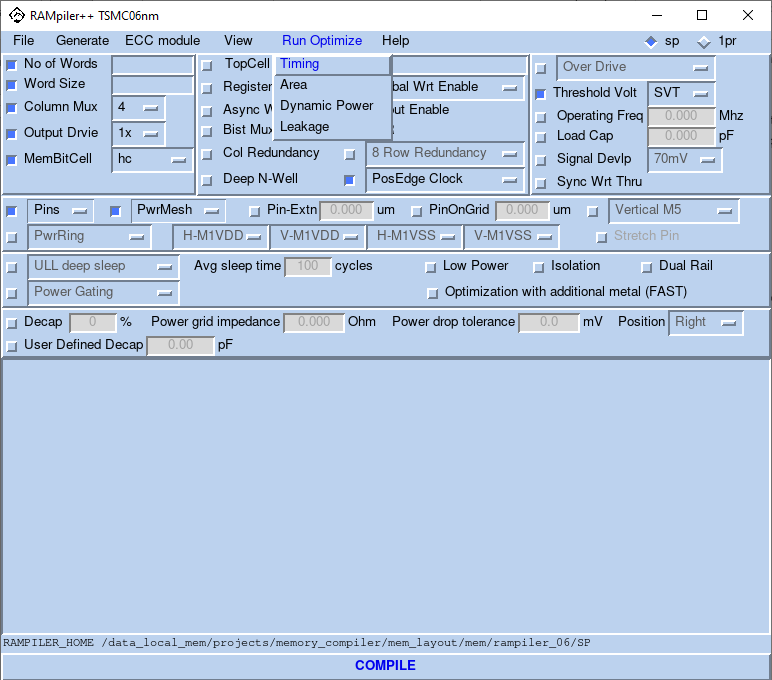 RAMpiler++ TSMC06nm
File Generate ECC module View Run Optimize Help sp 1pr
No of Words TopCell Timing Over Drive
Word Size Register Area bal Wrt Enable Threshold Volt SVT
Column Mux 4 Async W Dynamic Power out Enable Operating Freq 0.000 Mhz
Output Drvie 1x Bist Mux Leakage Load Cap 0.000 pF
MemBitCell hc Col Redundancy 8 Row Redundancy Signal Devlp 70mV
Deep N-Well PosEdge Clock Sync Wrt Thru
Pins PwrMesh Pin-Extn 0.000 um PinOnGrid 0.000 um Vertical M5
PwrRing H-M1VDD V-M1VDD H-M1VSS V-M1VSS Stretch Pin
ULL deep sleep Avg sleep time 100 cycles Low Power Isolation Dual Rail
Power Gating Optimization with additional metal (FAST)
Decap 0 % Power grid impedance 0.000 Ohm Power drop tolerance 0.0 mV Position Right
User Defined Decap 0.00 pF
RAMPILER_HOME /data_local_mem/projects/memory_compiler/mem_layout/mem/rampiler_06/SP
COMPILE